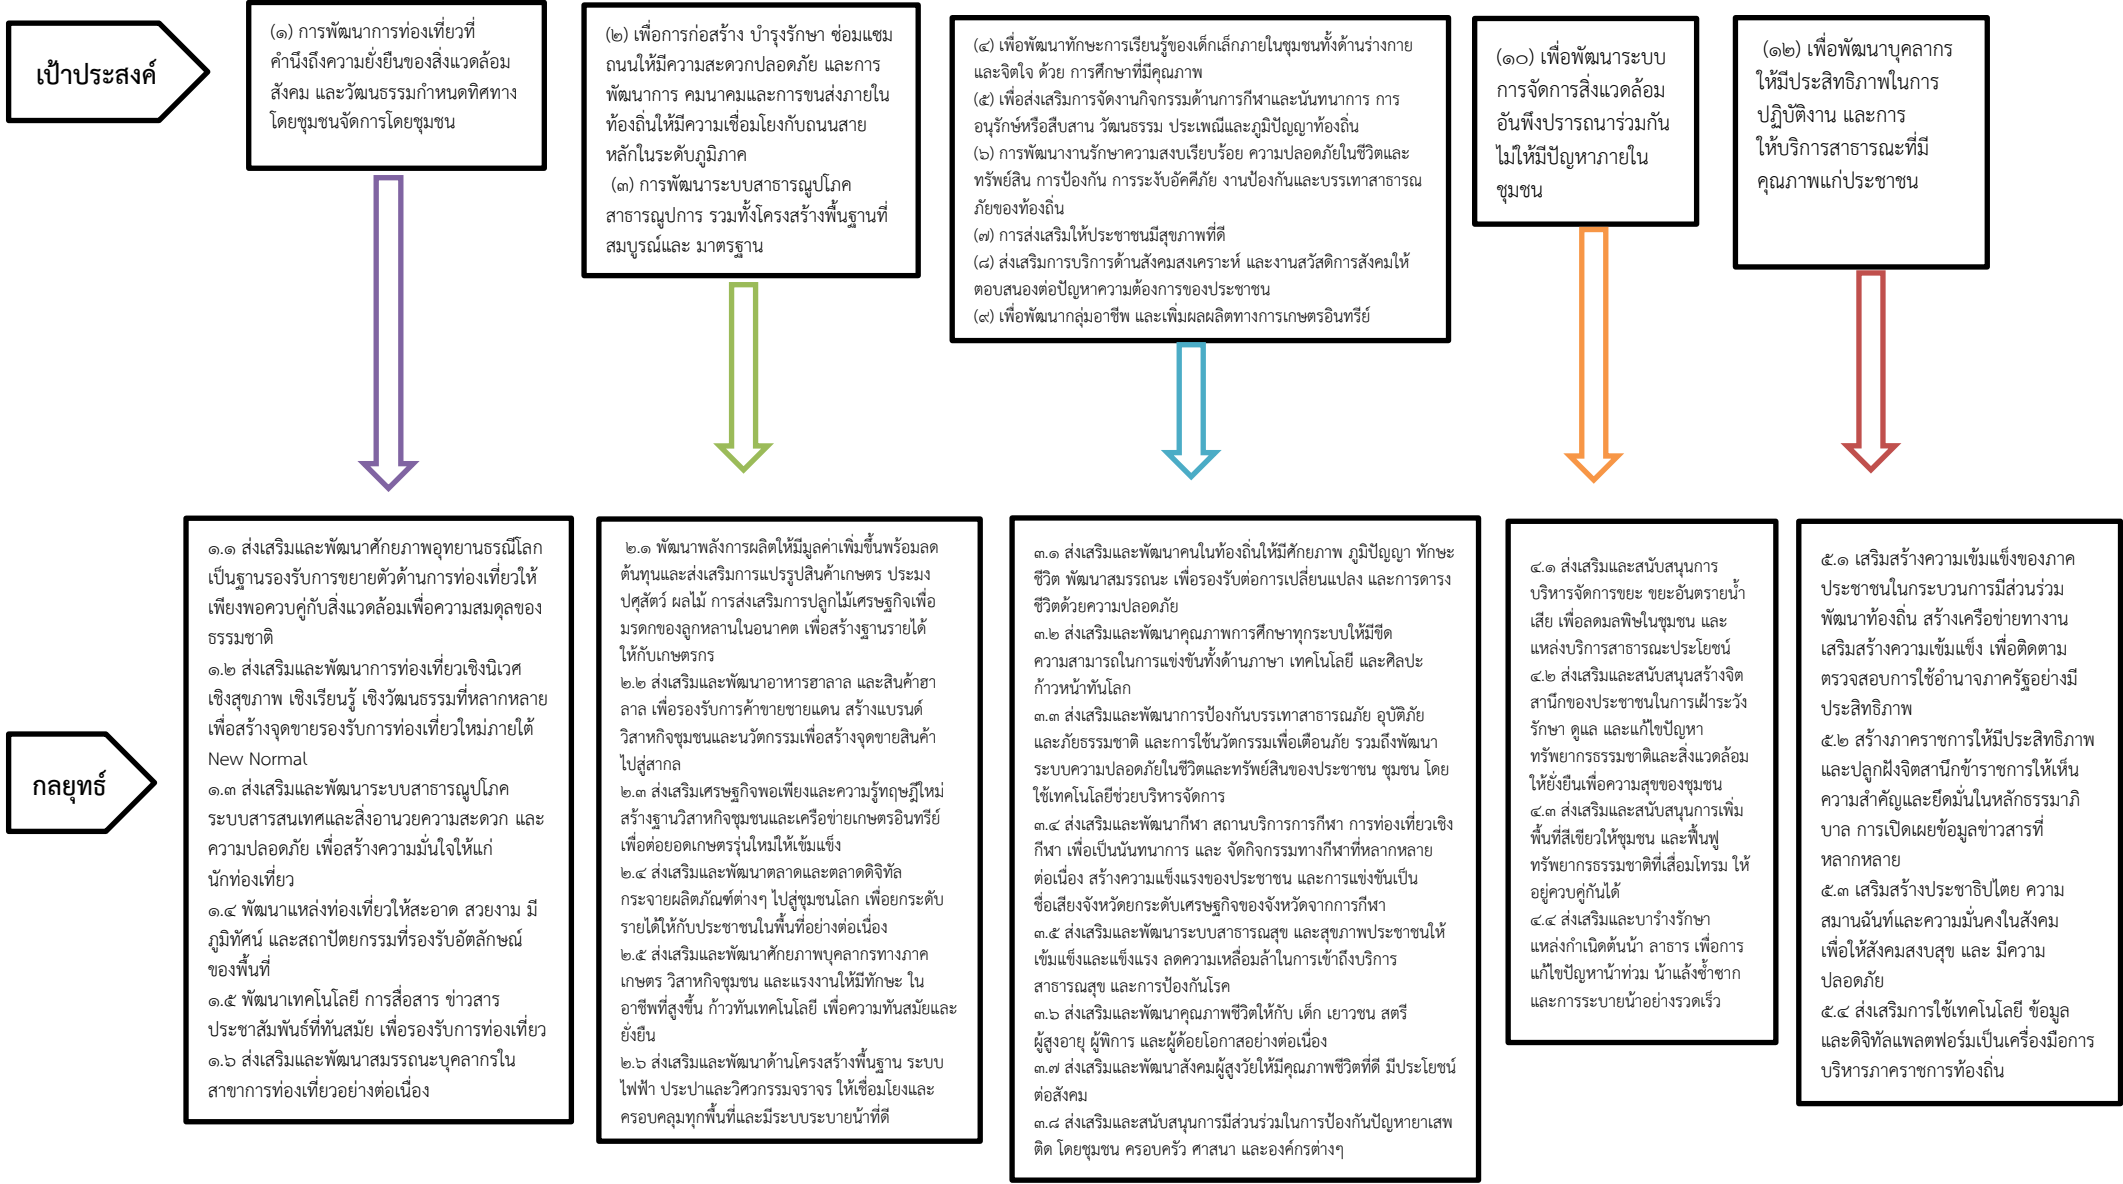 เป้าประสงค์
(๑) การพัฒนาการท่องเที่ยวที่
คำนึงถึงความยั่งยืนของสิ่งแวดล้อม
สังคม และวัฒนธรรมกำหนดทิศทาง
โดยชุมชนจัดการโดยชุมชน
(๒) เพื่อการก่อสร้าง บำรุงรักษา ซ่อมแซม
ถนนให้มีความสะดวกปลอดภัย และการ
พัฒนาการ คมนาคมและการขนส่งภายใน
ท้องถิ่นให้มีความเชื่อมโยงกับถนนสาย
หลักในระดับภูมิภาค
(๓) การพัฒนาระบบสาธารณูปโภค
สาธารณูปการ รวมทั้งโครงสร้างพื้นฐานที่
สมบูรณ์และ มาตรฐาน
(๔) เพื่อพัฒนาทักษะการเรียนรู้ของเด็กเล็กภายในชุมชนทั้งด้านร่างกาย
และจิตใจ ด้วย การศึกษาที่มีคุณภาพ
(๕) เพื่อส่งเสริมการจัดงานกิจกรรมด้านการกีฬาและนันทนาการ การ
อนุรักษ์หรือสืบสาน วัฒนธรรม ประเพณีและภูมิปัญญาท้องถิ่น
(๖) การพัฒนางานรักษาความสงบเรียบร้อย ความปลอดภัยในชีวิตและ
ทรัพย์สิน การป้องกัน การระงับอัคคีภัย งานป้องกันและบรรเทาสาธารณ
ภัยของท้องถิ่น
(๗) การส่งเสริมให้ประชาชนมีสุขภาพที่ดี
(๘) ส่งเสริมการบริการด้านสังคมสงเคราะห์ และงานสวัสดิการสังคมให้
ตอบสนองต่อปัญหาความต้องการของประชาชน
(๙) เพื่อพัฒนากลุ่มอาชีพ และเพิ่มผลผลิตทางการเกษตรอินทรีย์
(๑๐) เพื่อพัฒนาระบบ
การจัดการสิ่งแวดล้อม
อันพึงปรารถนาร่วมกัน
ไม่ให้มีปัญหาภายใน
ชุมชน
(๑๒) เพื่อพัฒนาบุคลากร
ให้มีประสิทธิภาพในการ
ปฏิบัติงาน และการ
ให้บริการสาธารณะที่มี
คุณภาพแก่ประชาชน
กลยุทธ์
๑.๑ ส่งเสริมและพัฒนาศักยภาพอุทยานธรณีโลก
เป็นฐานรองรับการขยายตัวด้านการท่องเที่ยวให้
เพียงพอควบคู่กับสิ่งแวดล้อมเพื่อความสมดุลของ
ธรรมชาติ
๑.๒ ส่งเสริมและพัฒนาการท่องเที่ยวเชิงนิเวศ
เชิงสุขภาพ เชิงเรียนรู้ เชิงวัฒนธรรมที่หลากหลาย
เพื่อสร้างจุดขายรองรับการท่องเที่ยวใหม่ภายใต้
New Normal
๑.๓ ส่งเสริมและพัฒนาระบบสาธารณูปโภค
ระบบสารสนเทศและสิ่งอานวยความสะดวก และ
ความปลอดภัย เพื่อสร้างความมั่นใจให้แก่
นักท่องเที่ยว
๑.๔ พัฒนาแหล่งท่องเที่ยวให้สะอาด สวยงาม มี
ภูมิทัศน์ และสถาปัตยกรรมที่รองรับอัตลักษณ์
ของพื้นที่
๑.๕ พัฒนาเทคโนโลยี การสื่อสาร ข่าวสาร
ประชาสัมพันธ์ที่ทันสมัย เพื่อรองรับการท่องเที่ยว
๑.๖ ส่งเสริมและพัฒนาสมรรถนะบุคลากรใน
สาขาการท่องเที่ยวอย่างต่อเนื่อง
๒.๑ พัฒนาพลังการผลิตให้มีมูลค่าเพิ่มขึ้นพร้อมลด
ต้นทุนและส่งเสริมการแปรรูปสินค้าเกษตร ประมง
ปศุสัตว์ ผลไม้ การส่งเสริมการปลูกไม้เศรษฐกิจเพื่อ
มรดกของลูกหลานในอนาคต เพื่อสร้างฐานรายได้
ให้กับเกษตรกร
๒.๒ ส่งเสริมและพัฒนาอาหารฮาลาล และสินค้าฮา
ลาล เพื่อรองรับการค้าขายชายแดน สร้างแบรนด์
วิสาหกิจชุมชนและนวัตกรรมเพื่อสร้างจุดขายสินค้า
ไปสู่สากล
๒.๓ ส่งเสริมเศรษฐกิจพอเพียงและความรู้ทฤษฎีใหม่
สร้างฐานวิสาหกิจชุมชนและเครือข่ายเกษตรอินทรีย์
เพื่อต่อยอดเกษตรรุ่นใหม่ให้เข้มแข็ง
๒.๔ ส่งเสริมและพัฒนาตลาดและตลาดดิจิทัล
กระจายผลิตภัณฑ์ต่างๆ ไปสู่ชุมชนโลก เพื่อยกระดับ
รายได้ให้กับประชาชนในพื้นที่อย่างต่อเนื่อง
๒.๕ ส่งเสริมและพัฒนาศักยภาพบุคลากรทางภาค
เกษตร วิสาหกิจชุมชน และแรงงานให้มีทักษะ ใน
อาชีพที่สูงขึ้น ก้าวทันเทคโนโลยี เพื่อความทันสมัยและ
ยั่งยืน
๒.๖ ส่งเสริมและพัฒนาด้านโครงสร้างพื้นฐาน ระบบ
ไฟฟ้า ประปาและวิศวกรรมจราจร ให้เชื่อมโยงและ
ครอบคลุมทุกพื้นที่และมีระบบระบายน้าที่ดี
๓.๑ ส่งเสริมและพัฒนาคนในท้องถิ่นให้มีศักยภาพ ภูมิปัญญา ทักษะ
ชีวิต พัฒนาสมรรถนะ เพื่อรองรับต่อการเปลี่ยนแปลง และการดารง
ชีวิตด้วยความปลอดภัย
๓.๒ ส่งเสริมและพัฒนาคุณภาพการศึกษาทุกระบบให้มีขีด
ความสามารถในการแข่งขันทั้งด้านภาษา เทคโนโลยี และศิลปะ
ก้าวหน้าทันโลก
๓.๓ ส่งเสริมและพัฒนาการป้องกันบรรเทาสาธารณภัย อุบัติภัย
และภัยธรรมชาติ และการใช้นวัตกรรมเพื่อเตือนภัย รวมถึงพัฒนา
ระบบความปลอดภัยในชีวิตและทรัพย์สินของประชาชน ชุมชน โดย
ใช้เทคโนโลยีช่วยบริหารจัดการ
๓.๔ ส่งเสริมและพัฒนากีฬา สถานบริการการกีฬา การท่องเที่ยวเชิง
กีฬา เพื่อเป็นนันทนาการ และ จัดกิจกรรมทางกีฬาที่หลากหลาย
ต่อเนื่อง สร้างความแข็งแรงของประชาชน และการแข่งขันเป็น
ชื่อเสียงจังหวัดยกระดับเศรษฐกิจของจังหวัดจากการกีฬา
๓.๕ ส่งเสริมและพัฒนาระบบสาธารณสุข และสุขภาพประชาชนให้
เข้มแข็งและแข็งแรง ลดความเหลื่อมล้าในการเข้าถึงบริการ
สาธารณสุข และการป้องกันโรค
๓.๖ ส่งเสริมและพัฒนาคุณภาพชีวิตให้กับ เด็ก เยาวชน สตรี
ผู้สูงอายุ ผู้พิการ และผู้ด้อยโอกาสอย่างต่อเนื่อง
๓.๗ ส่งเสริมและพัฒนาสังคมผู้สูงวัยให้มีคุณภาพชีวิตที่ดี มีประโยชน์
ต่อสังคม
๓.๘ ส่งเสริมและสนับสนุนการมีส่วนร่วมในการป้องกันปัญหายาเสพ
ติด โดยชุมชน ครอบครัว ศาสนา และองค์กรต่างๆ
๔.๑ ส่งเสริมและสนับสนุนการ
บริหารจัดการขยะ ขยะอันตรายน้ำ
เสีย เพื่อลดมลพิษในชุมชน และ
แหล่งบริการสาธารณะประโยชน์
๔.๒ ส่งเสริมและสนับสนุนสร้างจิต
สานึกของประชาชนในการเฝ้าระวัง
รักษา ดูแล และแก้ไขปัญหา
ทรัพยากรธรรมชาติและสิ่งแวดล้อม
ให้ยั่งยืนเพื่อความสุขของชุมชน
๔.๓ ส่งเสริมและสนับสนุนการเพิ่ม
พื้นที่สีเขียวให้ชุมชน และฟื้นฟู
ทรัพยากรธรรมชาติที่เสื่อมโทรม ให้
อยู่ควบคู่กันได้
๔.๔ ส่งเสริมและบารำงรักษา
แหล่งกำเนิดต้นน้า ลาธาร เพื่อการ
แก้ไขปัญหาน้าท่วม น้าแล้งซ้ำซาก
และการระบายน้าอย่างรวดเร็ว
๕.๑ เสริมสร้างความเข้มแข็งของภาค
ประชาชนในกระบวนการมีส่วนร่วม
พัฒนาท้องถิ่น สร้างเครือข่ายทางาน
เสริมสร้างความเข้มแข็ง เพื่อติดตาม
ตรวจสอบการใช้อำนาจภาครัฐอย่างมี
ประสิทธิภาพ
๕.๒ สร้างภาคราชการให้มีประสิทธิภาพ
และปลูกฝังจิตสานึกข้าราชการให้เห็น
ความสำคัญและยึดมั่นในหลักธรรมาภิ
บาล การเปิดเผยข้อมูลข่าวสารที่
หลากหลาย
๕.๓ เสริมสร้างประชาธิปไตย ความ
สมานฉันท์และความมั่นคงในสังคม
เพื่อให้สังคมสงบสุข และ มีความ
ปลอดภัย
๕.๔ ส่งเสริมการใช้เทคโนโลยี ข้อมูล
และดิจิทัลแพลตฟอร์มเป็นเครื่องมือการ
บริหารภาคราชการท้องถิ่น